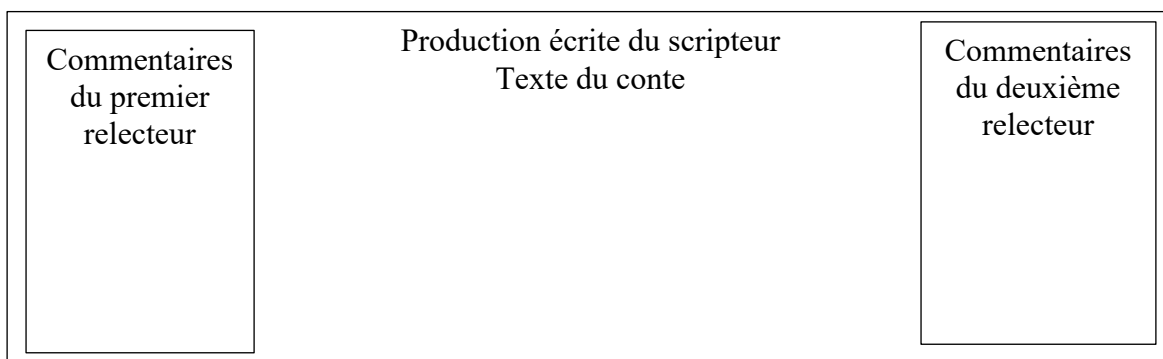 Commentaires
du premier
relecteur
Production écrite du scripteur
Texte du conte
Commentaires
du deuxième
relecteur